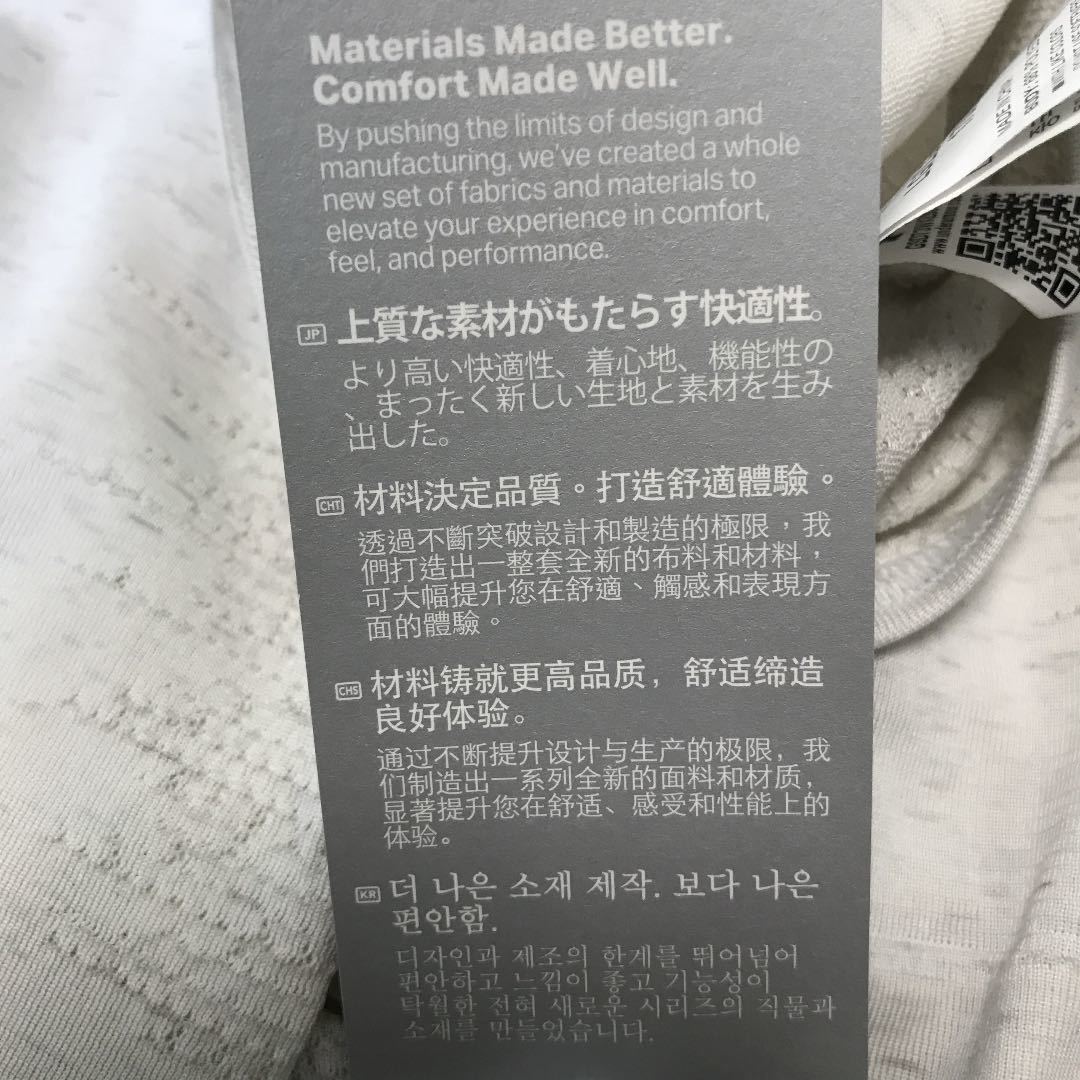 Materials Made Better.
Comfort Made Well.
By pushing the limits of design and
manufacturing, we've created a whole
new set of fabrics and materials to
elevate your experience in comfort,
feel, and performance.
JP 上質な素材がもたらす快適性。
より高い快適性、着心地、機能性の
、まったく新しい生地と素材を生み
出した。
CHT 材料決定品質。打造舒適體驗。
透過不斷突破設計和製造的極限，我
們打造出一整套全新的布料和材料，
可大幅提升您在舒適、觸感和表現方
面的體驗。
CHS 材料铸就更高品质，舒适缔造
良好体验。
通过不断提升设计与生产的极限，我
们制造出一系列全新的面料和材质，
显著提升您在舒适、感受和性能上的
体验。
KR 더 나은 소재 제작. 보다 나은
편안함.
디자인과 제조의 한계를 뛰어넘어
편안하고 느낌이 좋고 기능성이
탁월한 전혀 새로운 시리즈의 직물과
소재를 만들었습니다.